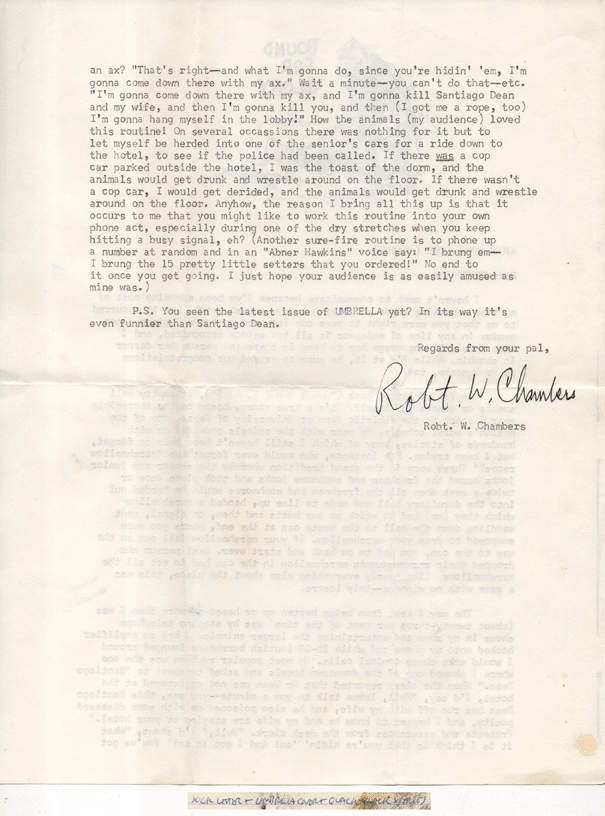 an ax? "That's right—and what I'm gonna do, since you're hidin' 'em, I'm
gonna come down there with my ax." Wait a minute—you can't do that—etc.
"I'm gonna come down there with my ax, and I'm gonna kill Santiago Dean
and my wife, and then I'm gonna kill you, and then (I got me a rope, too)
I'm gonna hang myself in the lobby!" How the animals (my audience) loved
this routine! On several occassions there was nothing for it but to
let myself be herded into one of the senior's cars for a ride down to
the hotel, to see if the police had been called. If there was a cop
car parked outside the hotel, I was the toast of the dorm, and the
animals would get drunk and wrestle around on the floor. If there wasn't
a cop car, I would get derided, and the animals would get drunk and wrestle
around on the floor. Anyhow, the reason I bring all this up is that it
occurs to me that you might like to work this routine into your own
phone act, especially during one of the dry stretches when you keep
hitting a busy signal, eh? (Another sure-fire routine is to phone up
a number at random and in an "Abner Hawkins" voice say: "I brung em—
I brung the 15 pretty little setters that you ordered!" No end to
it once you get going. I just hope your audience is as easily amused as
mine was.)
P.S. You seen the latest issue of UMBRELLA yet? In its way it's
even funnier than Santiago Dean.
Regards from your pal,
Robt. W. Chambers
Robt. W. Chambers
LETTER + UMBRELLA